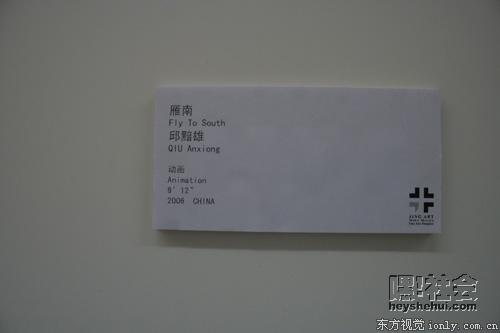 雁南
Fly To South
邱黯雄
QIU Anxiong
动画
Animation
9' 12"
2006 CHINA
嘿社会
heyshehui.com
东方视觉 ionly.com.cn